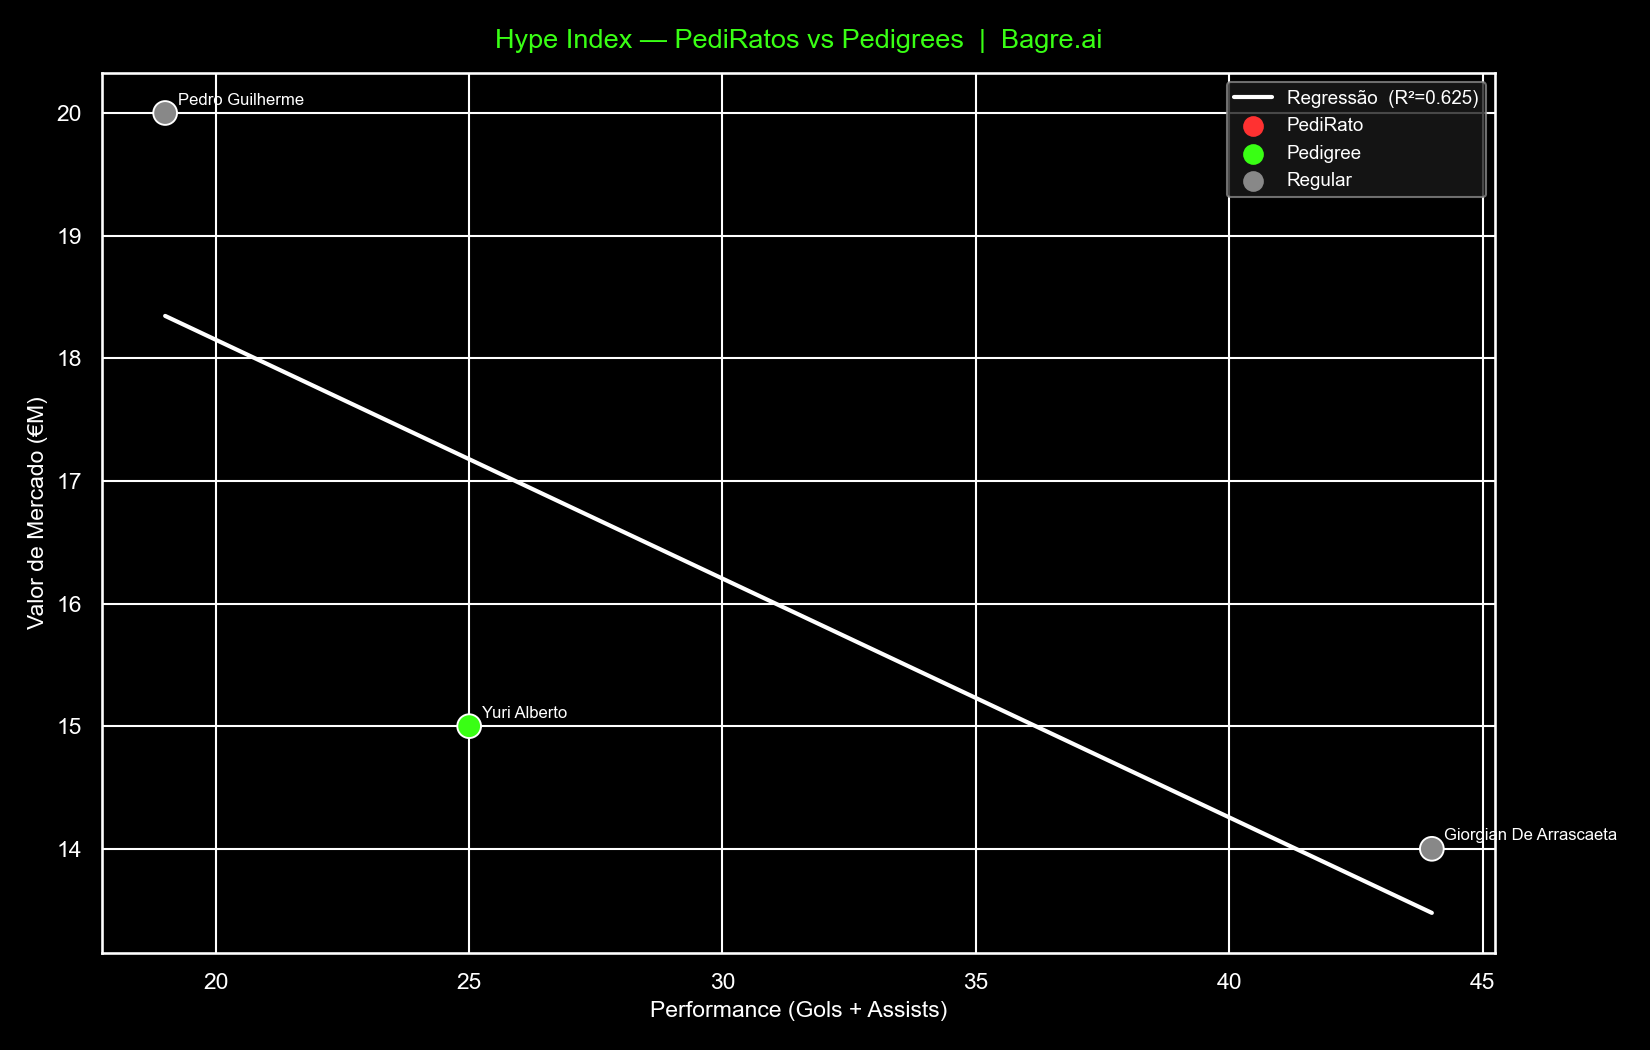 Hype Index — PediRatos vs Pedigrees | Bagre.ai
Regressão (R²=0.625)
PediRato
Pedigree
Regular
Pedro Guilherme
Yuri Alberto
Giorgian De Arrascaeta
Valor de Mercado (€M)
20
19
18
17
16
15
14
20 25 30 35 40 45
Performance (Gols + Assists)